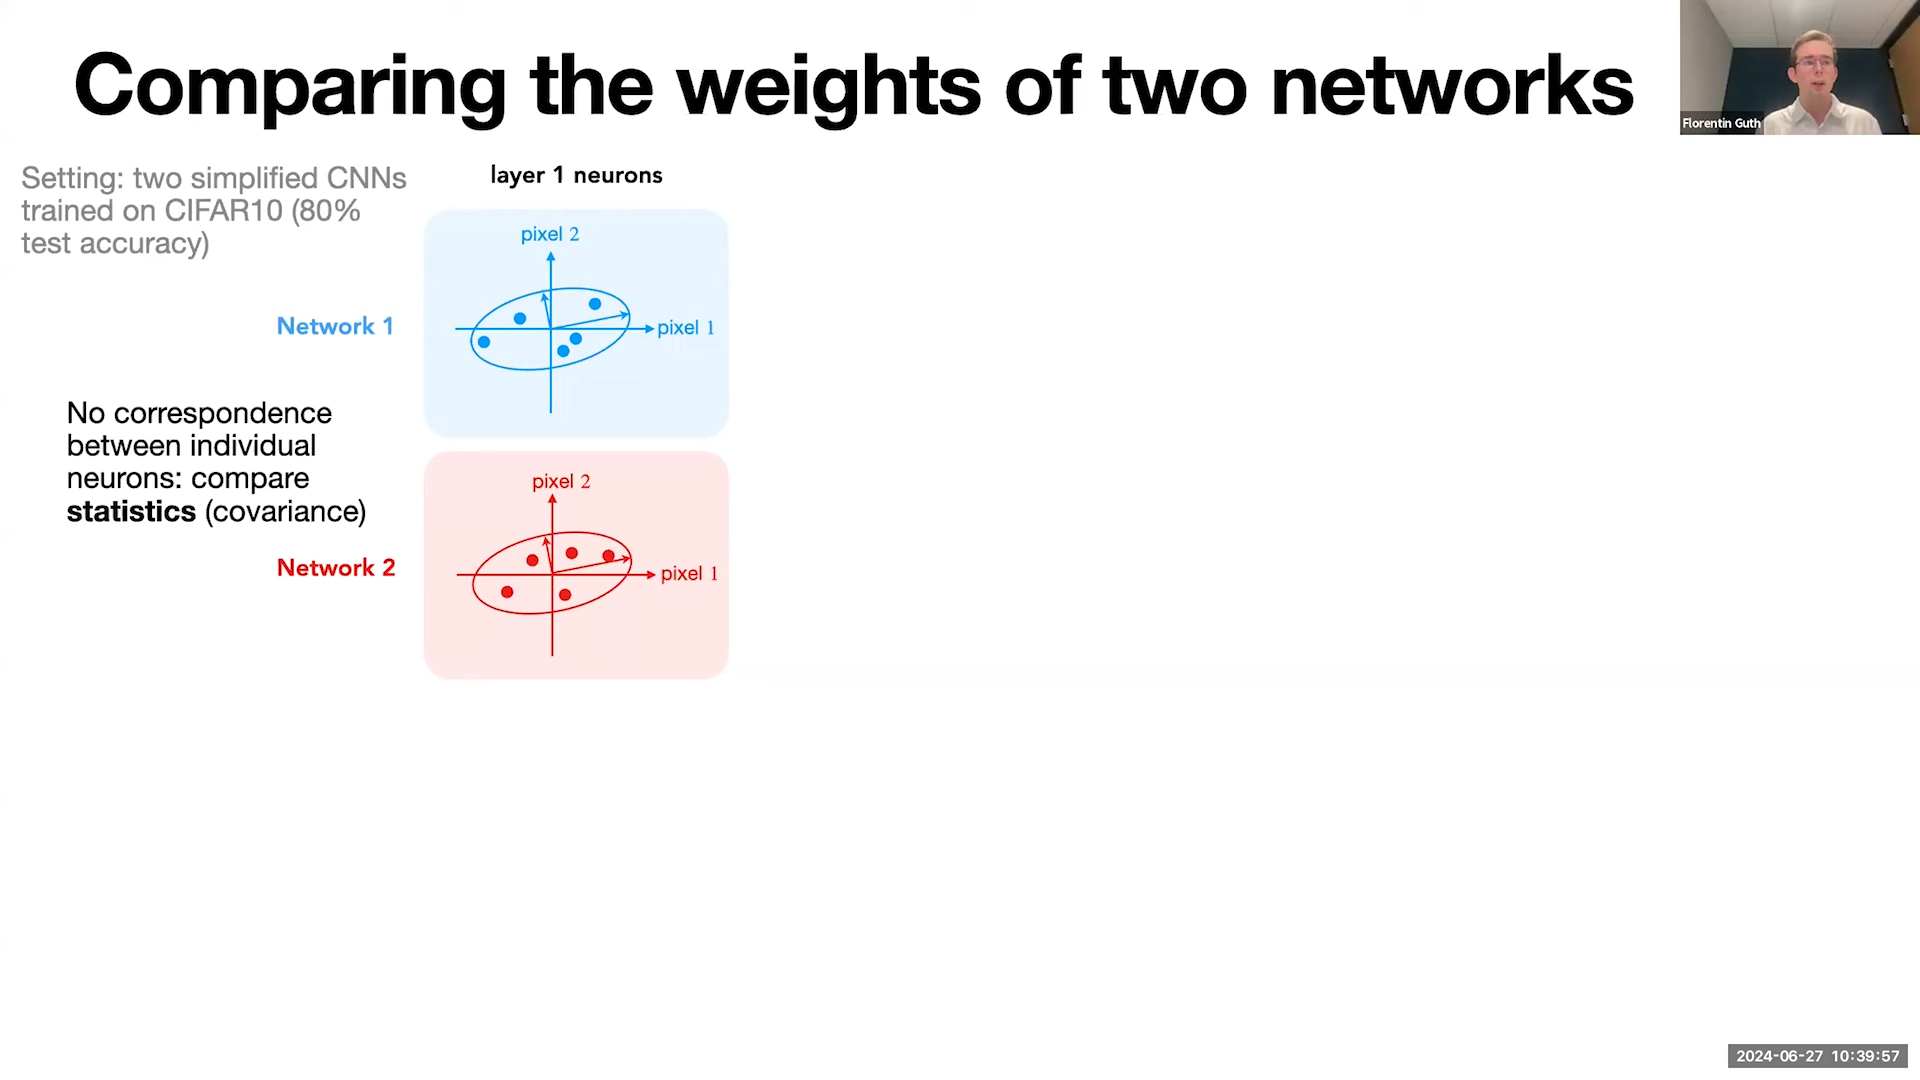 Comparing the weights of two networks
Florentin Guth
Setting: two simplified CNNs
trained on CIFAR10 (80%
test accuracy)
layer 1 neurons
pixel 2
Network 1
pixel 1
No correspondence
between individual
neurons: compare
statistics (covariance)
pixel 2
Network 2
pixel 1
2024-06-27 10:39:57